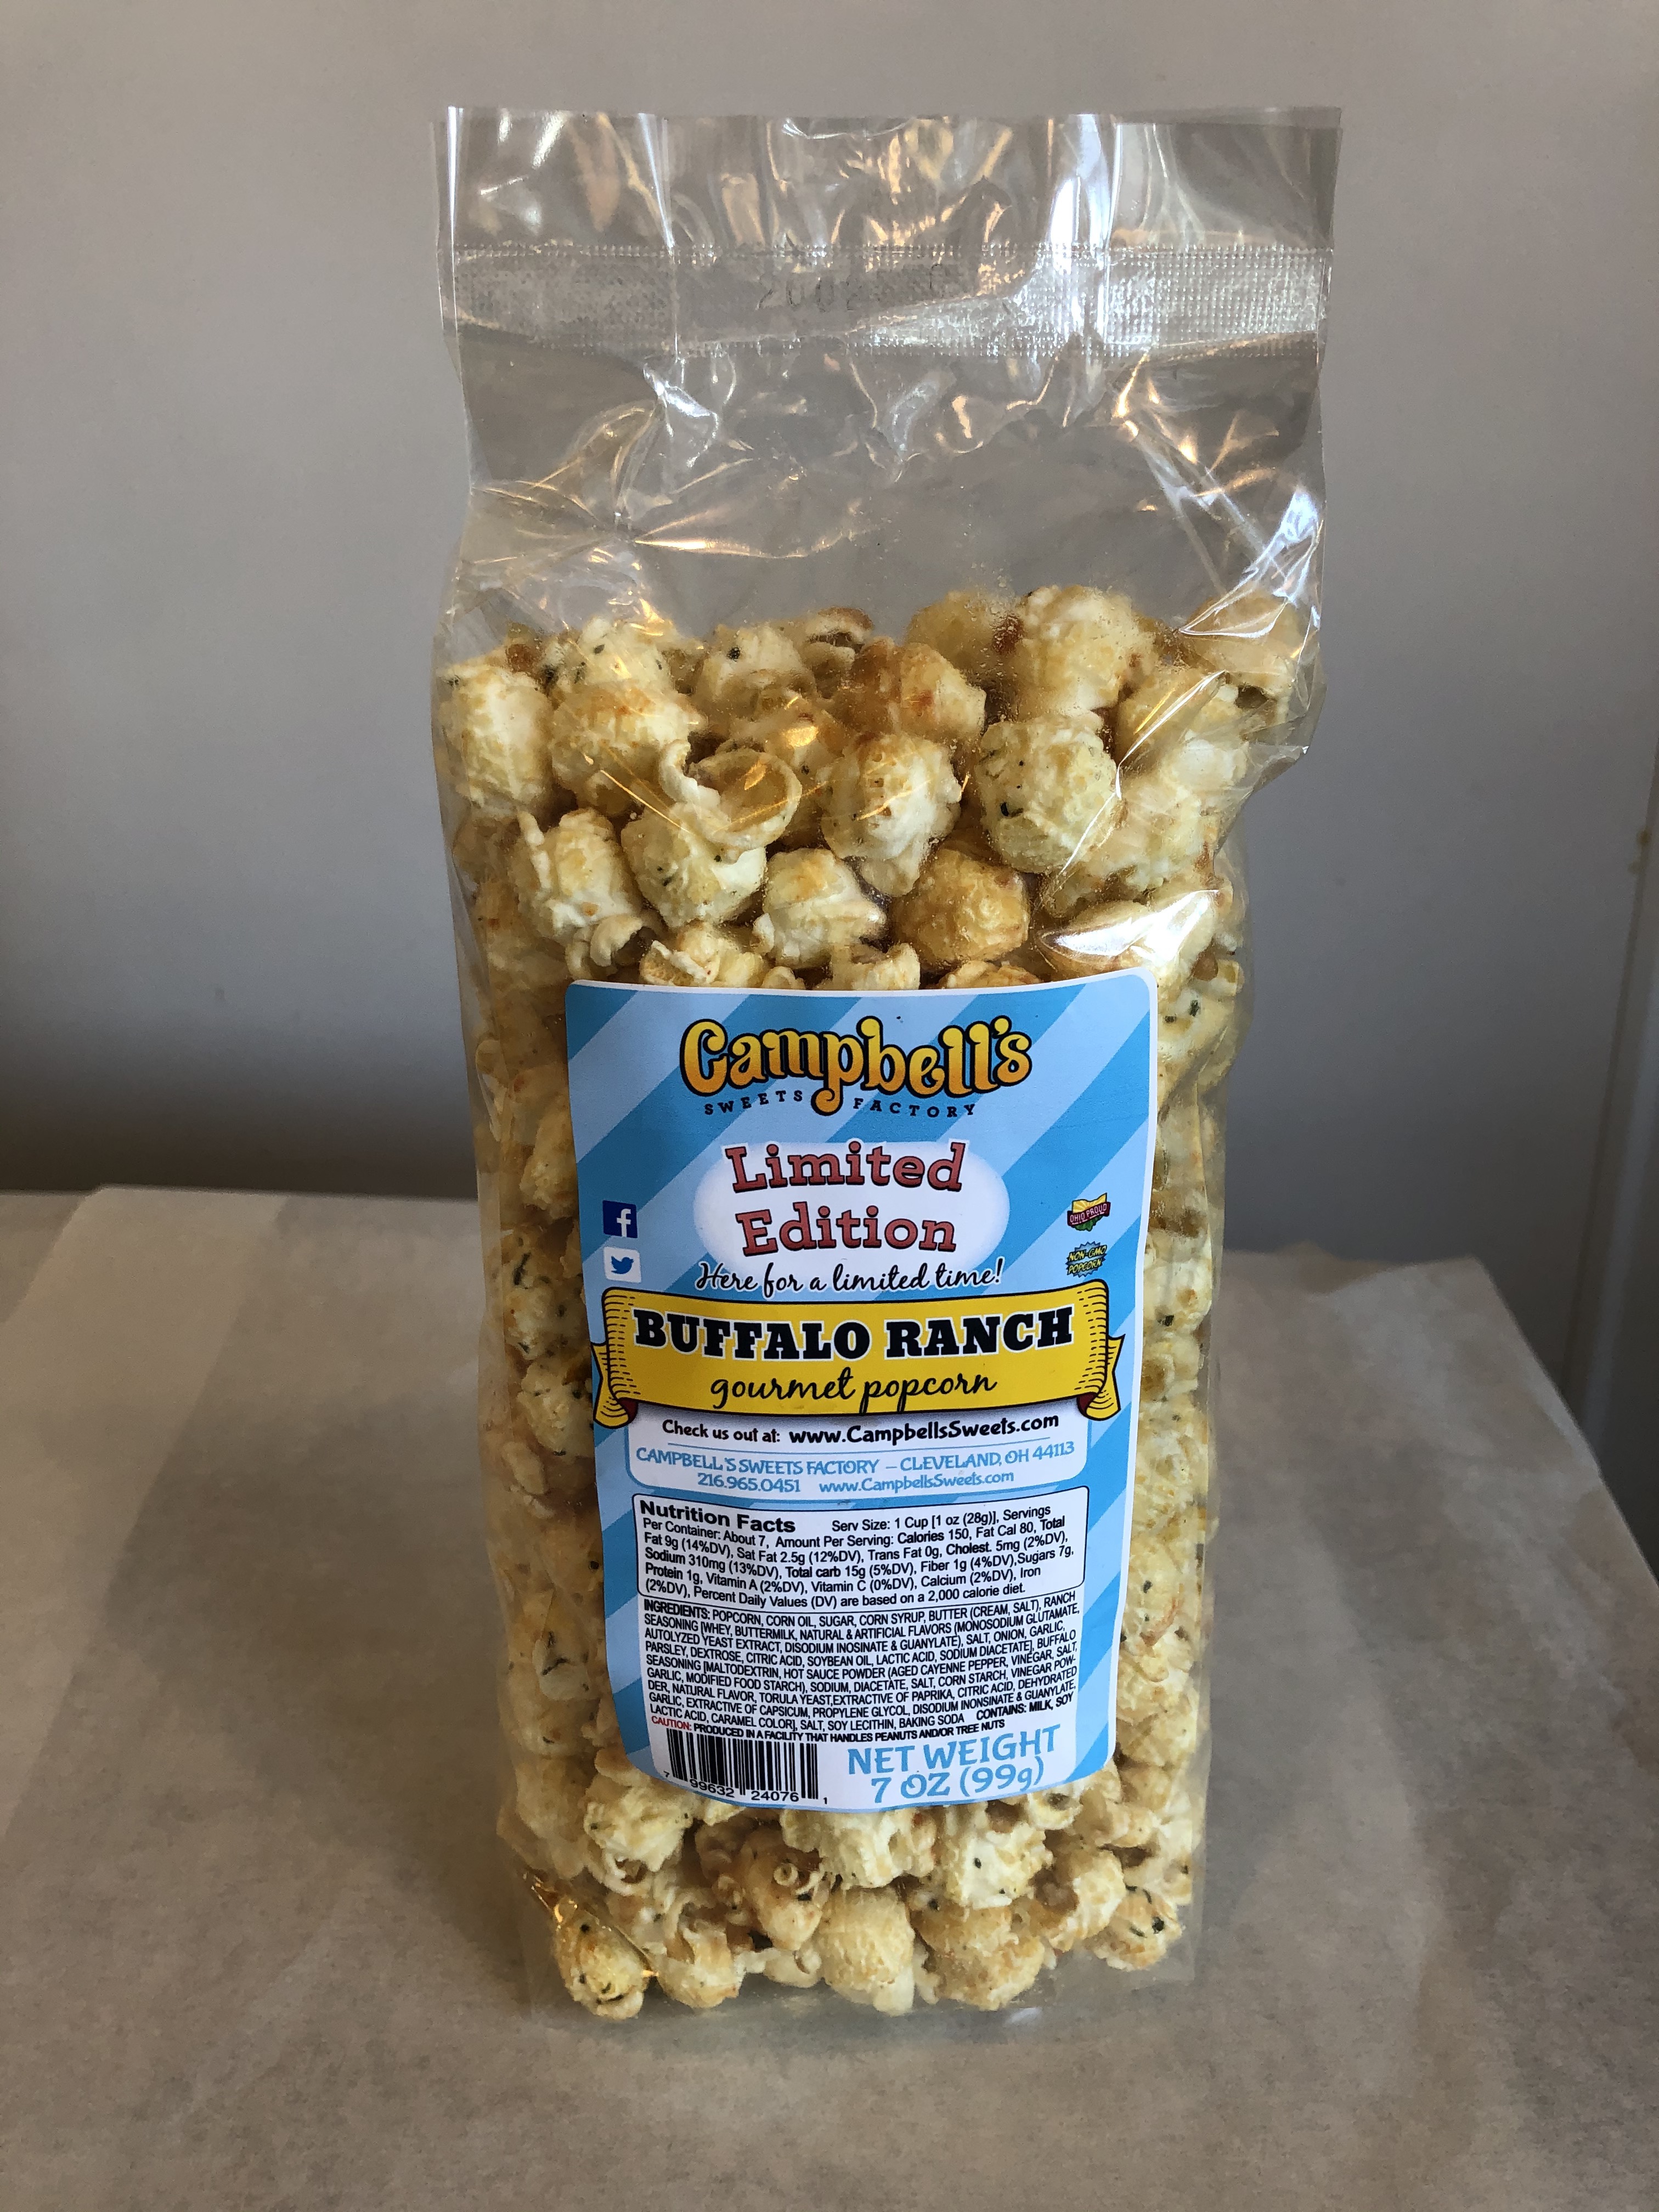 Campbell's
SWEETS FACTORY
Limited
Edition
Here for a limited time!
OHIO PROUD
NON-GMO
POPCORN
BUFFALO RANCH
gourmet popcorn
Check us out at: www.CampbellsSweets.com
CAMPBELL'S SWEETS FACTORY – CLEVELAND, OH 44113
216.965.0451 www.CampbellsSweets.com
Nutrition Facts Serv Size: 1 Cup [1 oz (28g)], Servings
Per Container: About 7, Amount Per Serving: Calories 150, Fat Cal 80, Total
Fat 9g (14%DV), Sat Fat 2.5g (12%DV), Trans Fat 0g, Cholest. 5mg (2%DV),
Sodium 310mg (13%DV), Total carb 15g (5%DV), Fiber 1g (4%DV),Sugars 7g,
Protein 1g, Vitamin A (2%DV), Vitamin C (0%DV), Calcium (2%DV), Iron
(2%DV), Percent Daily Values (DV) are based on a 2,000 calorie diet.
INGREDIENTS: POPCORN, CORN OIL, SUGAR, CORN SYRUP, BUTTER (CREAM, SALT), RANCH
SEASONING [WHEY, BUTTERMILK, NATURAL & ARTIFICIAL FLAVORS (MONOSODIUM GLUTAMATE,
AUTOLYZED YEAST EXTRACT, DISODIUM INOSINATE & GUANYLATE), SALT, ONION, GARLIC,
PARSLEY, DEXTROSE, CITRIC ACID, SOYBEAN OIL, LACTIC ACID, SODIUM DIACETATE], BUFFALO
SEASONING [MALTODEXTRIN, HOT SAUCE POWDER (AGED CAYENNE PEPPER, VINEGAR, SALT,
GARLIC, MODIFIED FOOD STARCH), SODIUM, DIACETATE, SALT, CORN STARCH, VINEGAR POW-
DER, NATURAL FLAVOR, TORULA YEAST,EXTRACTIVE OF PAPRIKA, CITRIC ACID, DEHYDRATED
GARLIC, EXTRACTIVE OF CAPSICUM, PROPYLENE GLYCOL, DISODIUM INONSINATE & GUANYLATE,
LACTIC ACID, CARAMEL COLOR], SALT, SOY LECITHIN, BAKING SODA CONTAINS: MILK, SOY
CAUTION: PRODUCED IN A FACILITY THAT HANDLES PEANUTS AND/OR TREE NUTS
7 99632 24076 1
NET WEIGHT
7 OZ (99g)